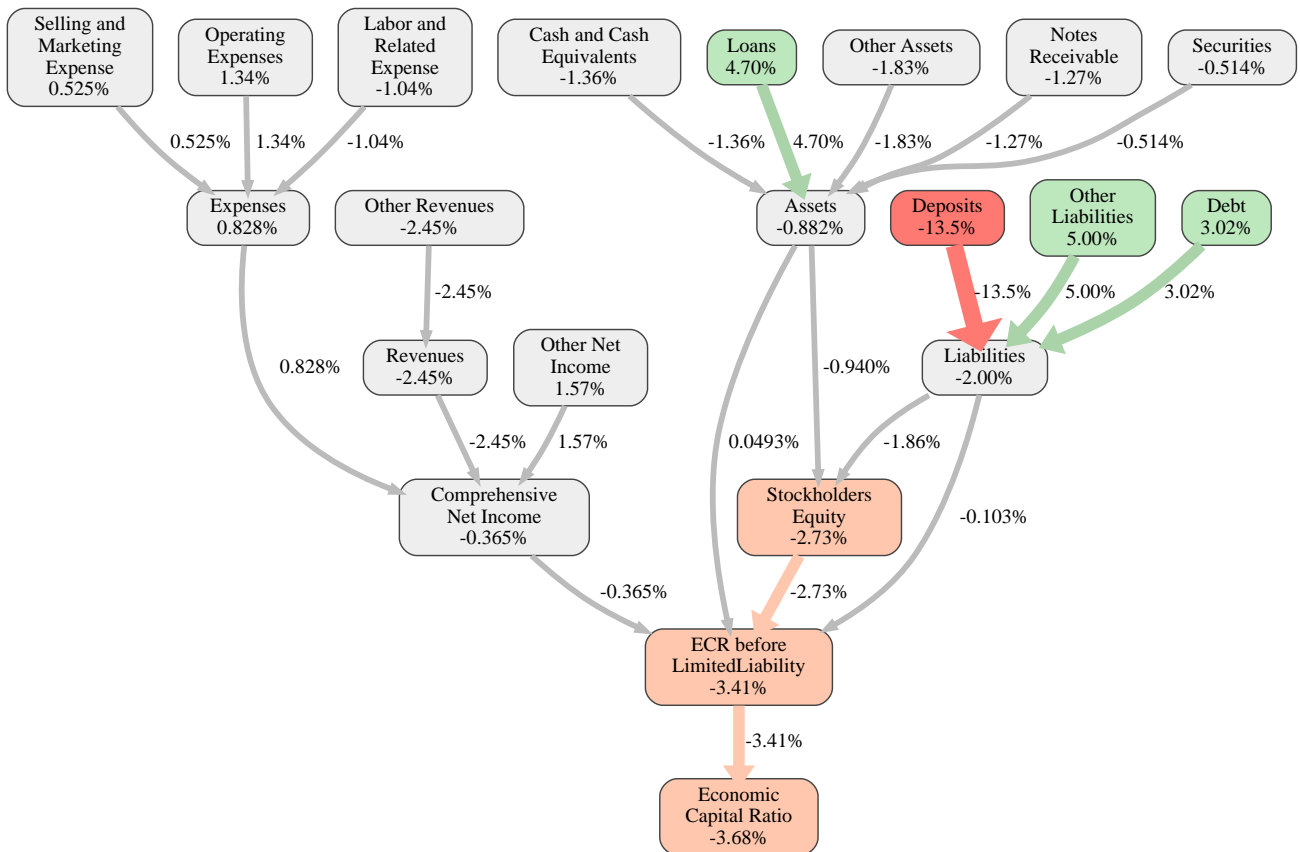 Selling and
Marketing
Expense
0.525%
Operating
Expenses
1.34%
Labor and
Related
Expense
-1.04%
Cash and Cash
Equivalents
-1.36%
Loans
4.70%
Other Assets
-1.83%
Notes
Receivable
-1.27%
Securities
-0.514%
0.525%
1.34%
-1.04%
-1.36%
4.70%
-1.83%
-1.27%
-0.514%
Expenses
0.828%
Other Revenues
-2.45%
Assets
-0.882%
Deposits
-13.5%
Other
Liabilities
5.00%
Debt
3.02%
-2.45%
-13.5%
5.00%
3.02%
0.828%
Revenues
-2.45%
Other Net
Income
1.57%
-0.940%
Liabilities
-2.00%
-2.45%
1.57%
0.0493%
-1.86%
-0.103%
Comprehensive
Net Income
-0.365%
Stockholders
Equity
-2.73%
-0.365%
-2.73%
ECR before
LimitedLiability
-3.41%
-3.41%
Economic
Capital Ratio
-3.68%